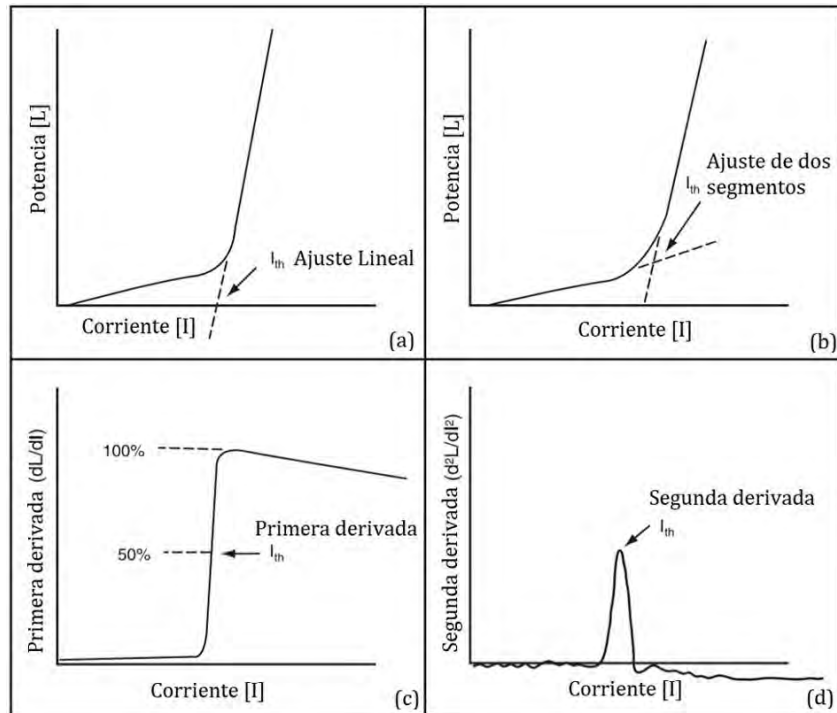 Potencia [L]
I_th Ajuste Lineal
Corriente [I]
(a)
Potencia [L]
Ajuste de dos
I_th segmentos
Corriente [I]
(b)
Primera derivada (dL/dI)
100%
Primera derivada
50%
I_th
Corriente [I]
(c)
Segunda derivada (d²L/dI²)
Segunda derivada
I_th
Corriente [I]
(d)